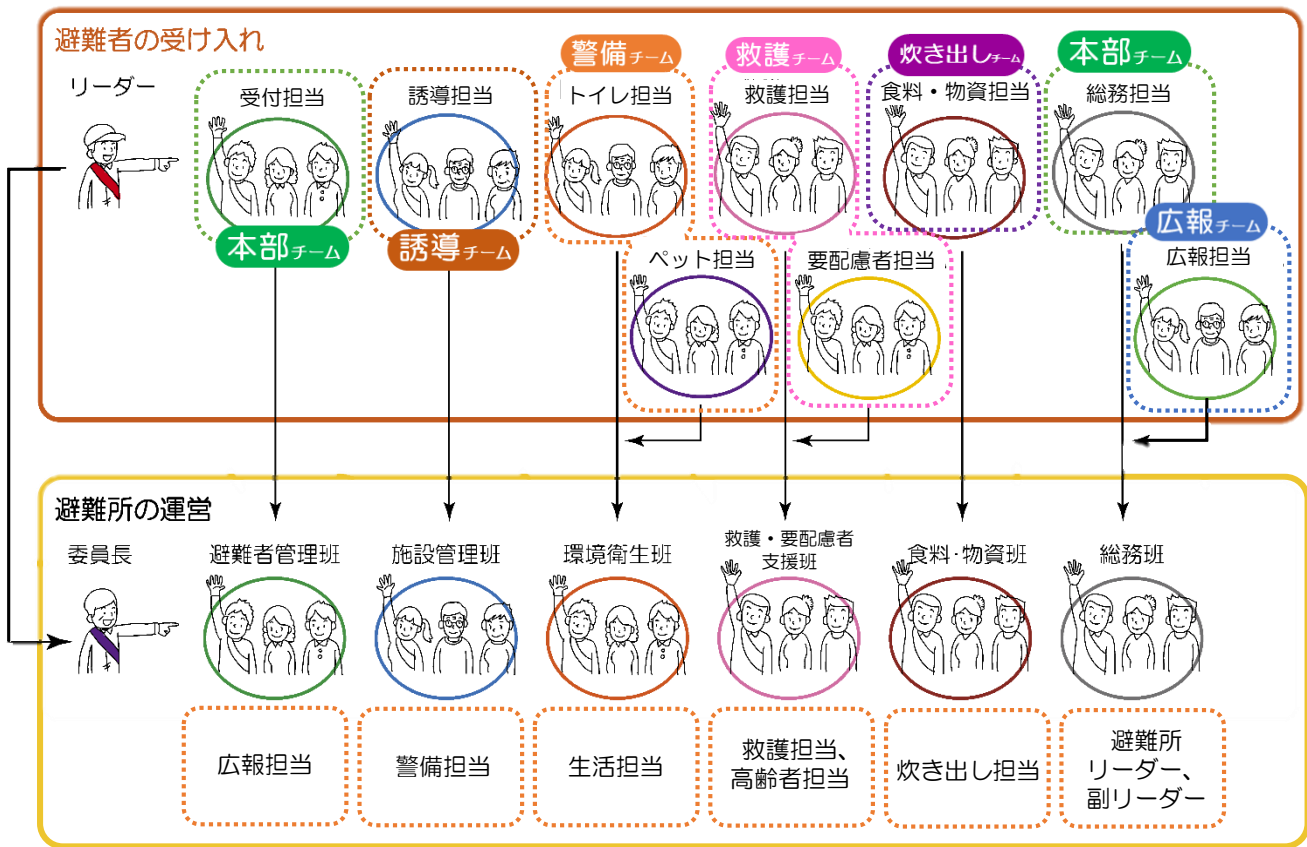 避難者の受け入れ
リーダー
受付担当
本部チーム
誘導担当
誘導チーム
警備チーム
トイレ担当
ペット担当
救護チーム
救護担当
要配慮者担当
炊き出しチーム
食料・物資担当
本部チーム
総務担当
広報チーム
広報担当
避難所の運営
委員長
避難者管理班
施設管理班
環境衛生班
救護・要配慮者
支援班
食料・物資班
総務班
広報担当
警備担当
生活担当
救護担当、
高齢者担当
炊き出し担当
避難所
リーダー、
副リーダー